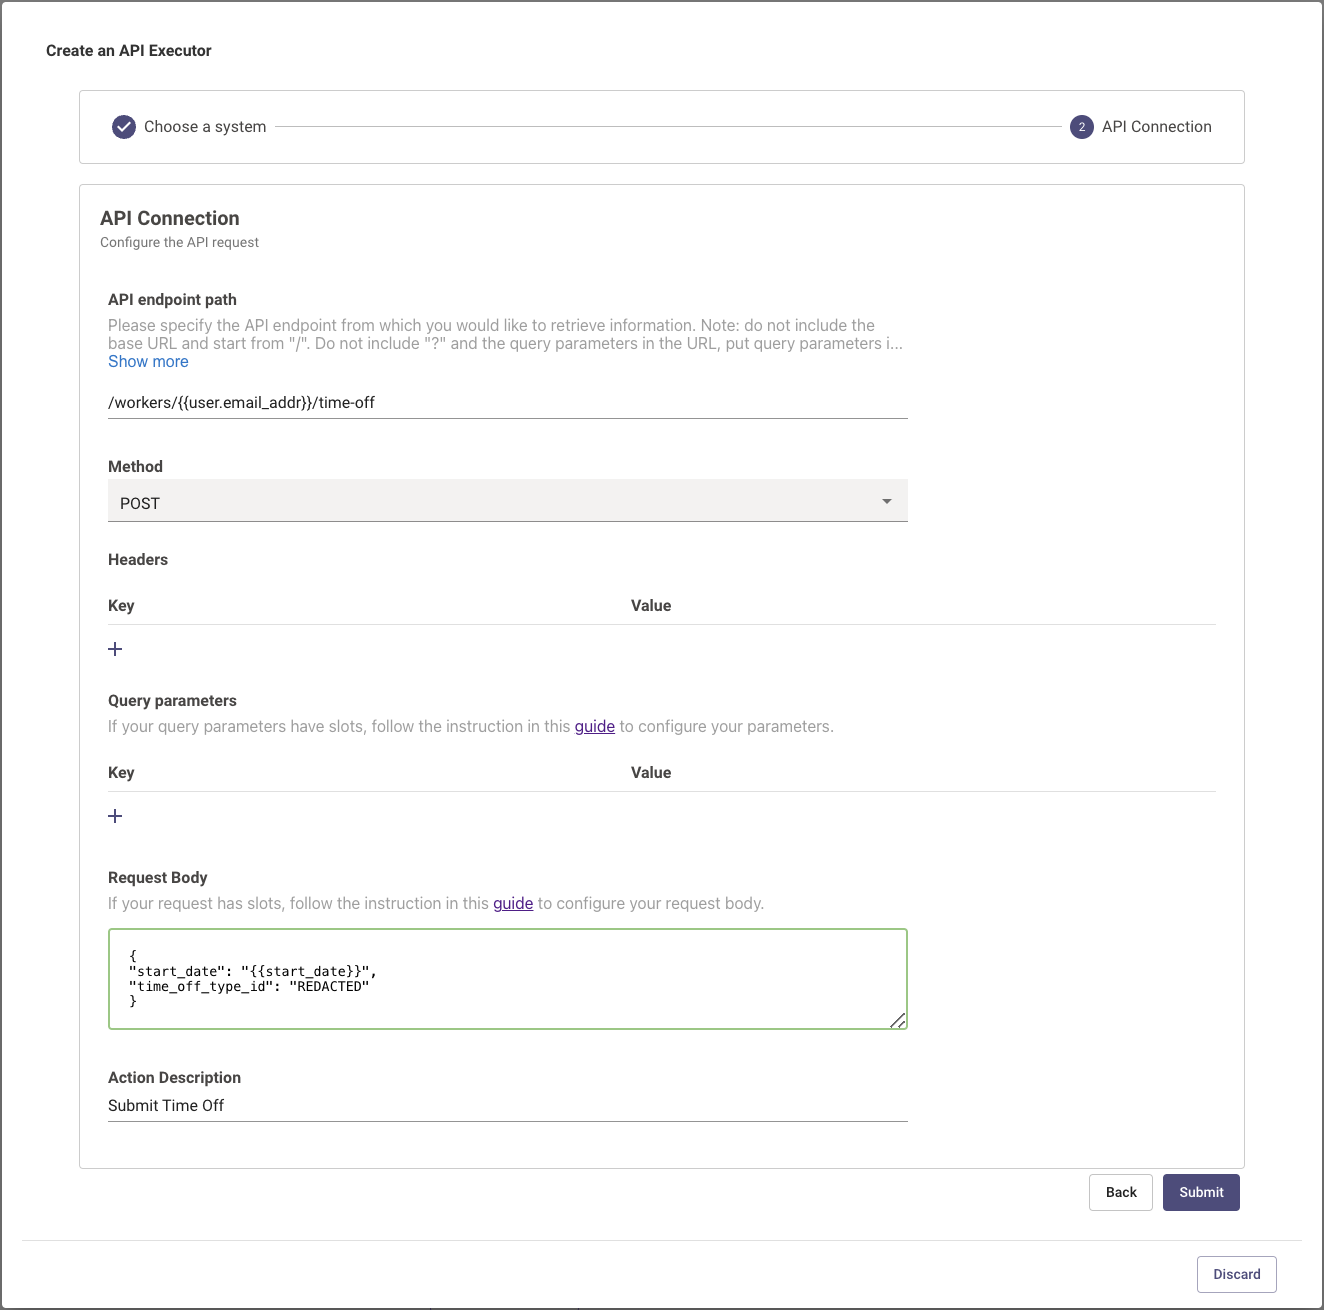 Create an API Executor
Choose a system
2 API Connection
API Connection
Configure the API request
API endpoint path
Please specify the API endpoint from which you would like to retrieve information. Note: do not include the
base URL and start from "/". Do not include "?" and the query parameters in the URL, put query parameters i...
Show more
/workers/{{user.email_addr}}/time-off
Method
POST
Headers
Key Value
Query parameters
If your query parameters have slots, follow the instruction in this guide to configure your parameters.
Key Value
Request Body
If your request has slots, follow the instruction in this guide to configure your request body.
{
"start_date": "{{start_date}}",
"time_off_type_id": "REDACTED"
}
Action Description
Submit Time Off
Back Submit
Discard